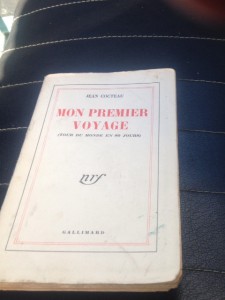 JEAN COCTEAU
MON PREMIER
VOYAGE
(TOUR DU MONDE EN 80 JOURS)
nrf
GALLIMARD